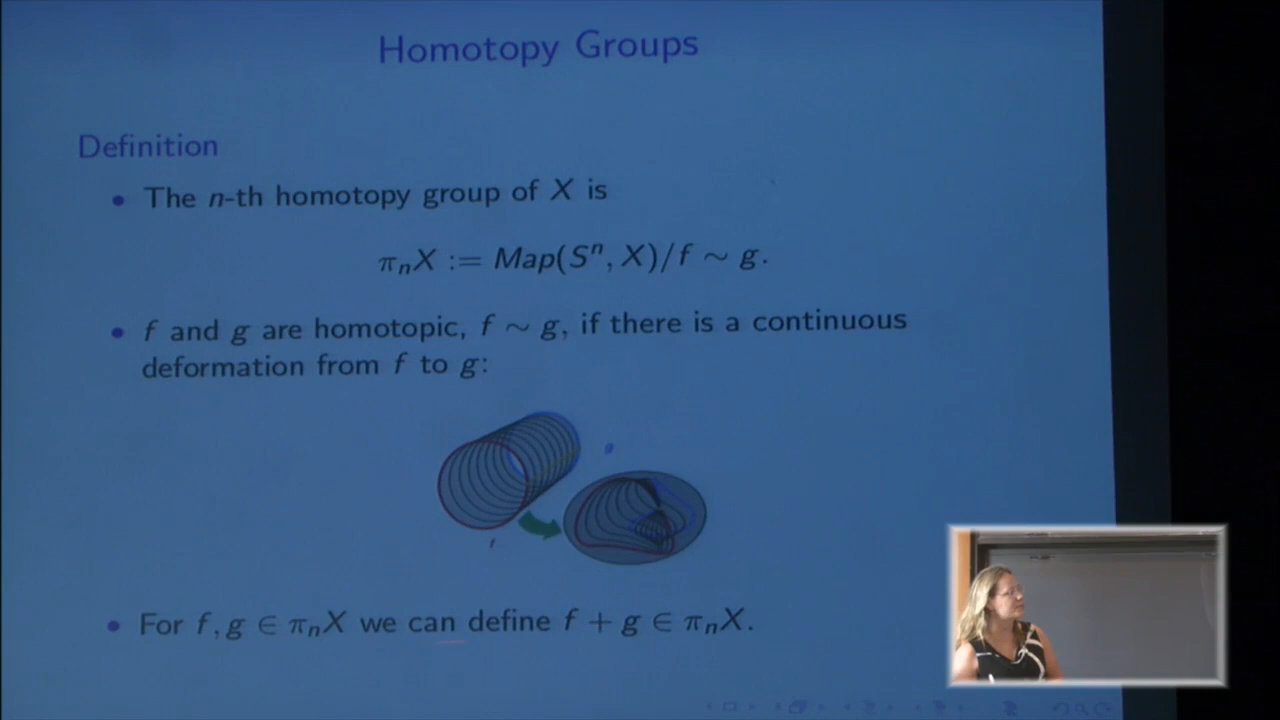 Homotopy Groups
Definition
• The n-th homotopy group of X is
πₙX := Map(Sⁿ, X)/f ∼ g.
• f and g are homotopic, f ∼ g, if there is a continuous
deformation from f to g:
g
f
• For f, g ∈ πₙX we can define f + g ∈ πₙX.